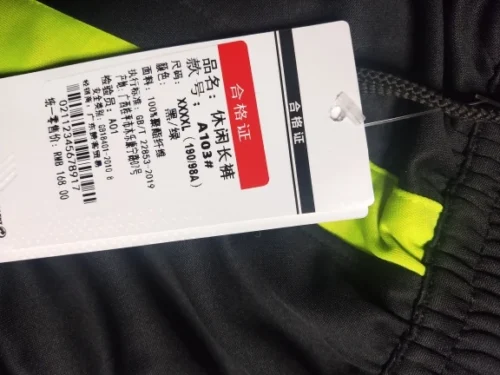 合格证
合格证
品名：休闲长裤
款号：A103#
尺码：XXXXL (190/98A)
颜色：黑/绿
面料：100%聚酯纤维
执行标准：GB/T 22853-2019
安全类别：GB18401-2010 B
检验员：A01
02112345678917
统一零售价：RMB 168.00